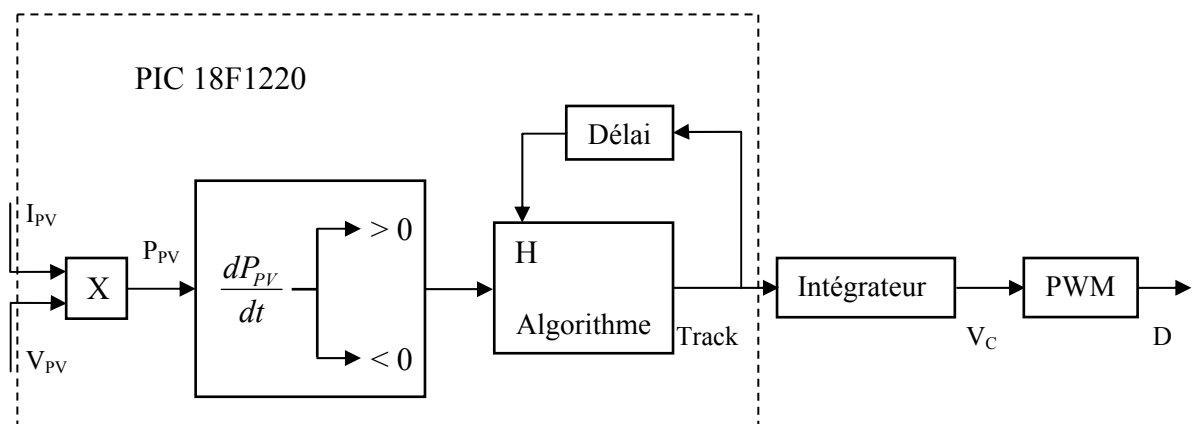 PIC 18F1220
Délai
I_PV
V_PV
X
P_PV
dP_PV
dt
> 0
< 0
H
Algorithme
Track
Intégrateur
V_C
PWM
D